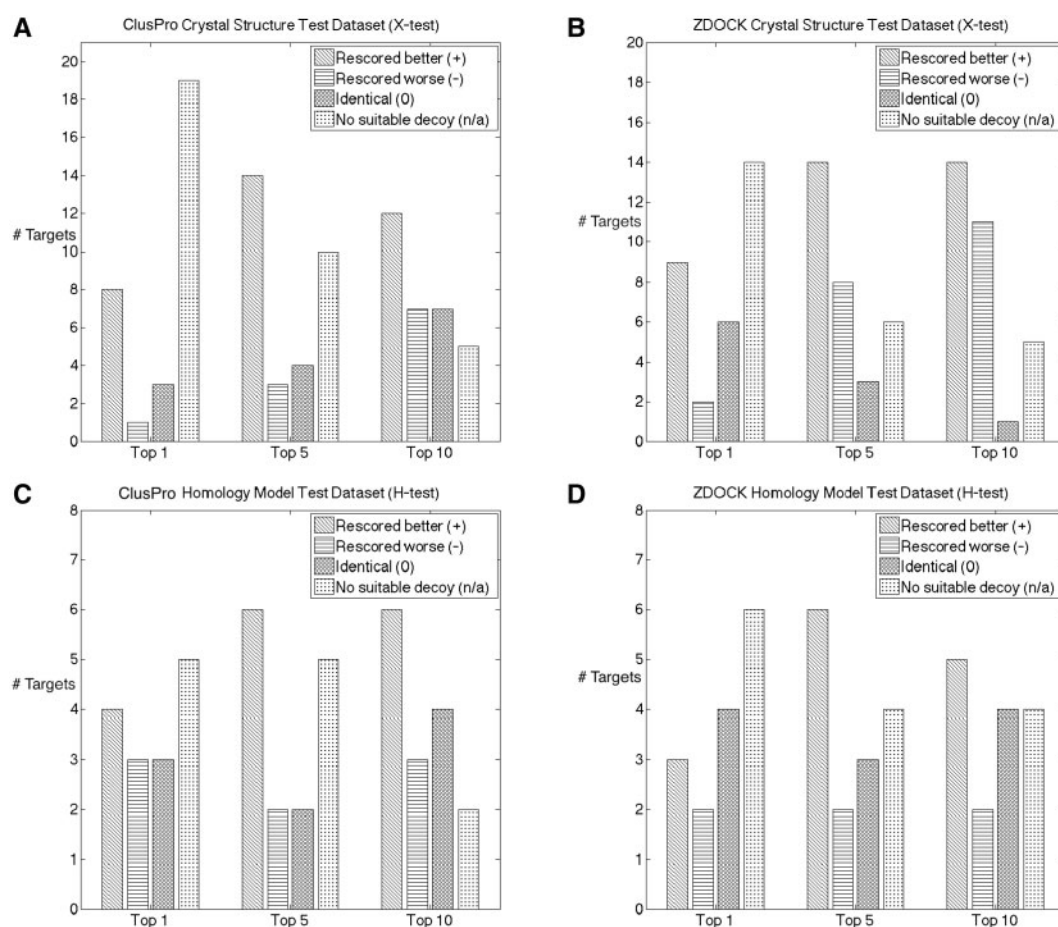 A
ClusPro Crystal Structure Test Dataset (X-test)
Rescored better (+)
Rescored worse (-)
Identical (0)
No suitable decoy (n/a)
20
18
16
14
12
# Targets
10
8
6
4
2
0
Top 1 Top 5 Top 10
B
ZDOCK Crystal Structure Test Dataset (X-test)
Rescored better (+)
Rescored worse (-)
Identical (0)
No suitable decoy (n/a)
20
18
16
14
12
# Targets
10
8
6
4
2
0
Top 1 Top 5 Top 10
C
ClusPro Homology Model Test Dataset (H-test)
Rescored better (+)
Rescored worse (-)
Identical (0)
No suitable decoy (n/a)
8
7
6
5
# Targets
4
3
2
1
0
Top 1 Top 5 Top 10
D
ZDOCK Homology Model Test Dataset (H-test)
Rescored better (+)
Rescored worse (-)
Identical (0)
No suitable decoy (n/a)
8
7
6
5
# Targets
4
3
2
1
0
Top 1 Top 5 Top 10